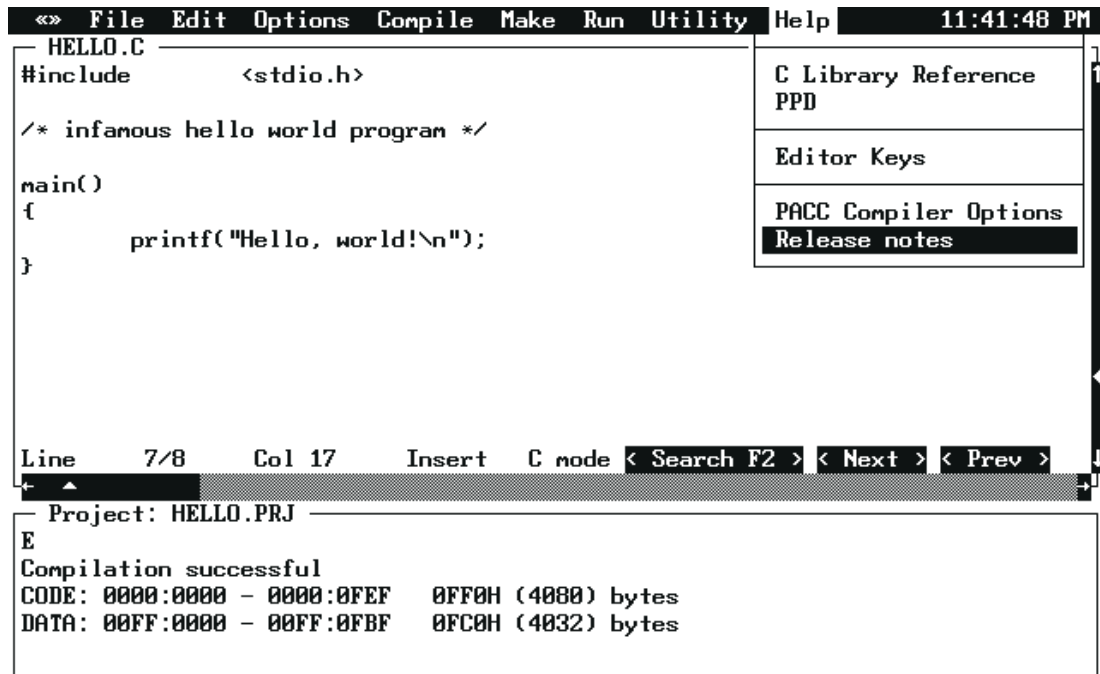 «» File Edit Options Compile Make Run Utility Help 11:41:48 PM
HELLO.C
#include <stdio.h>
/* infamous hello world program */
main()
{
printf("Hello, world!\n");
}
C Library Reference
PPD
Editor Keys
PACC Compiler Options
Release notes
Line 7/8 Col 17 Insert C mode < Search F2 > < Next > < Prev >
Project: HELLO.PRJ
E
Compilation successful
CODE: 0000:0000 - 0000:0FEF 0FF0H (4080) bytes
DATA: 00FF:0000 - 00FF:0FBF 0FC0H (4032) bytes